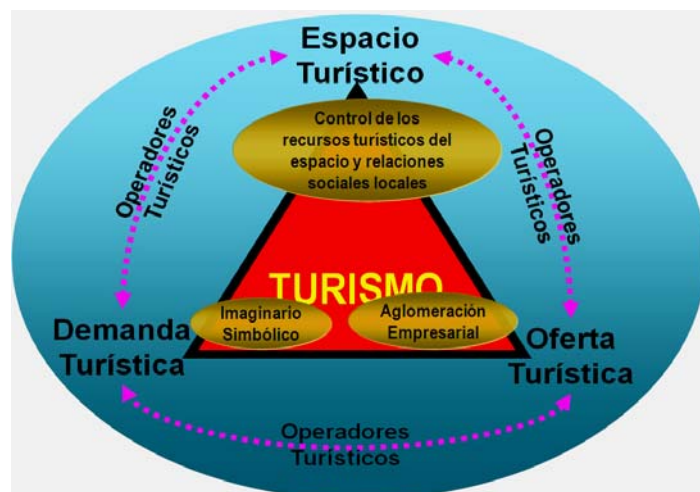 Espacio
Turístico
Operadores
Turísticos
Operadores
Turísticos
Control de los
recursos turísticos del
espacio y relaciones
sociales locales
TURISMO
Imaginario
Simbólico
Aglomeración
Empresarial
Demanda
Turística
Oferta
Turística
Operadores
Turísticos